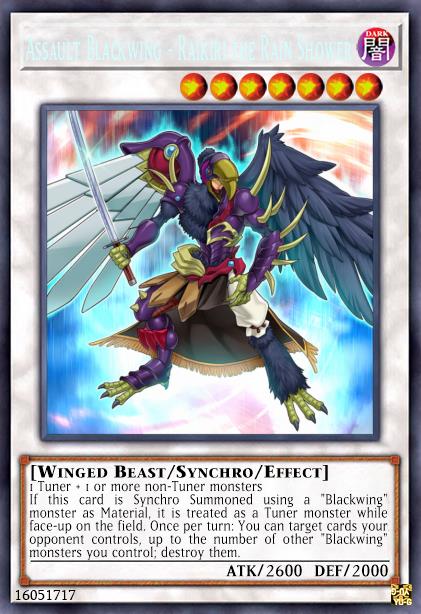 Assault Blackwing - Raikiri the Rain Shower
DARK
闇
[Winged Beast/Synchro/Effect]
1 Tuner + 1 or more non-Tuner monsters
If this card is Synchro Summoned using a "Blackwing"
monster as Material, it is treated as a Tuner monster while
face-up on the field. Once per turn: You can target cards your
opponent controls, up to the number of other "Blackwing"
monsters you control; destroy them.
ATK/2600 DEF/2000
16051717